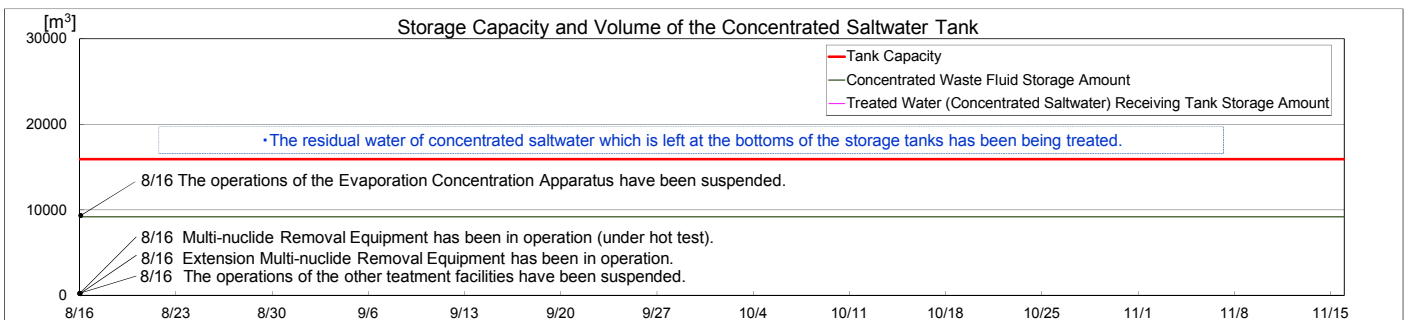 [m³]
Storage Capacity and Volume of the Concentrated Saltwater Tank
30000
Tank Capacity
Concentrated Waste Fluid Storage Amount
Treated Water (Concentrated Saltwater) Receiving Tank Storage Amount
20000
・The residual water of concentrated saltwater which is left at the bottoms of the storage tanks has been being treated.
8/16 The operations of the Evaporation Concentration Apparatus have been suspended.
10000
8/16 Multi-nuclide Removal Equipment has been in operation (under hot test).
8/16 Extension Multi-nuclide Removal Equipment has been in operation.
8/16 The operations of the other teatment facilities have been suspended.
0
8/16 8/23 8/30 9/6 9/13 9/20 9/27 10/4 10/11 10/18 10/25 11/1 11/8 11/15